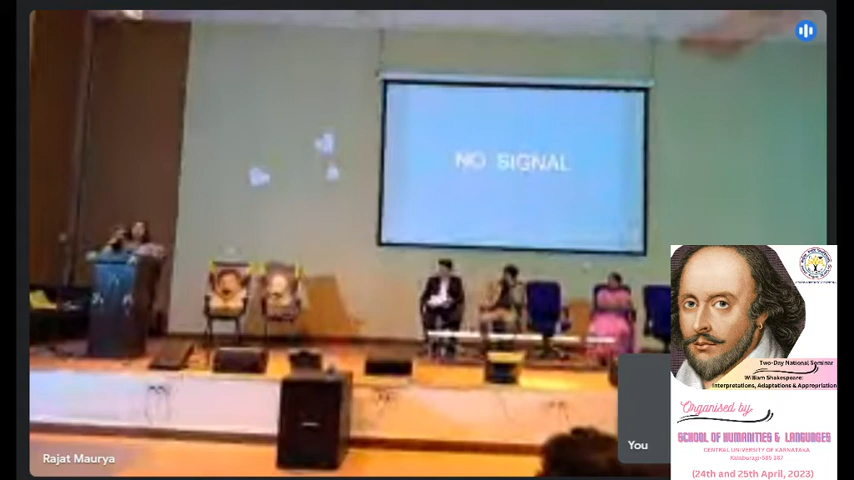 NO SIGNAL
Two-Day National Seminar
William Shakespeare:
Interpretations, Adaptations & Appropriation
Organised by
SCHOOL OF HUMANITIES & LANGUAGES
CENTRAL UNIVERSITY OF KARNATAKA
(24th and 25th April, 2023)
You
Rajat Maurya